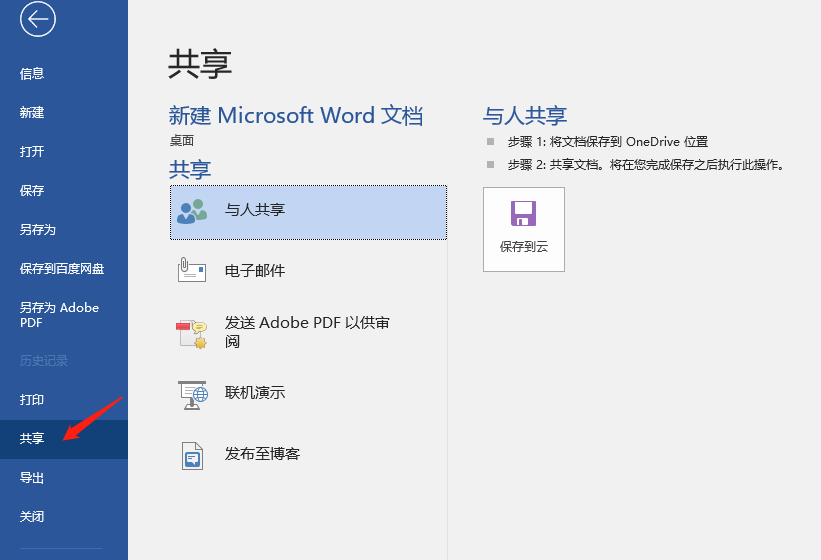 信息
新建
打开
保存
另存为
保存到百度网盘
另存为 Adobe
PDF
历史记录
打印
共享
导出
关闭
共享
新建 Microsoft Word 文档
桌面
共享
与人共享
电子邮件
发送 Adobe PDF 以供审
阅
联机演示
发布至博客
与人共享
步骤 1: 将文档保存到 OneDrive 位置
步骤 2: 共享文档。将在您完成保存之后执行此操作。
保存到云